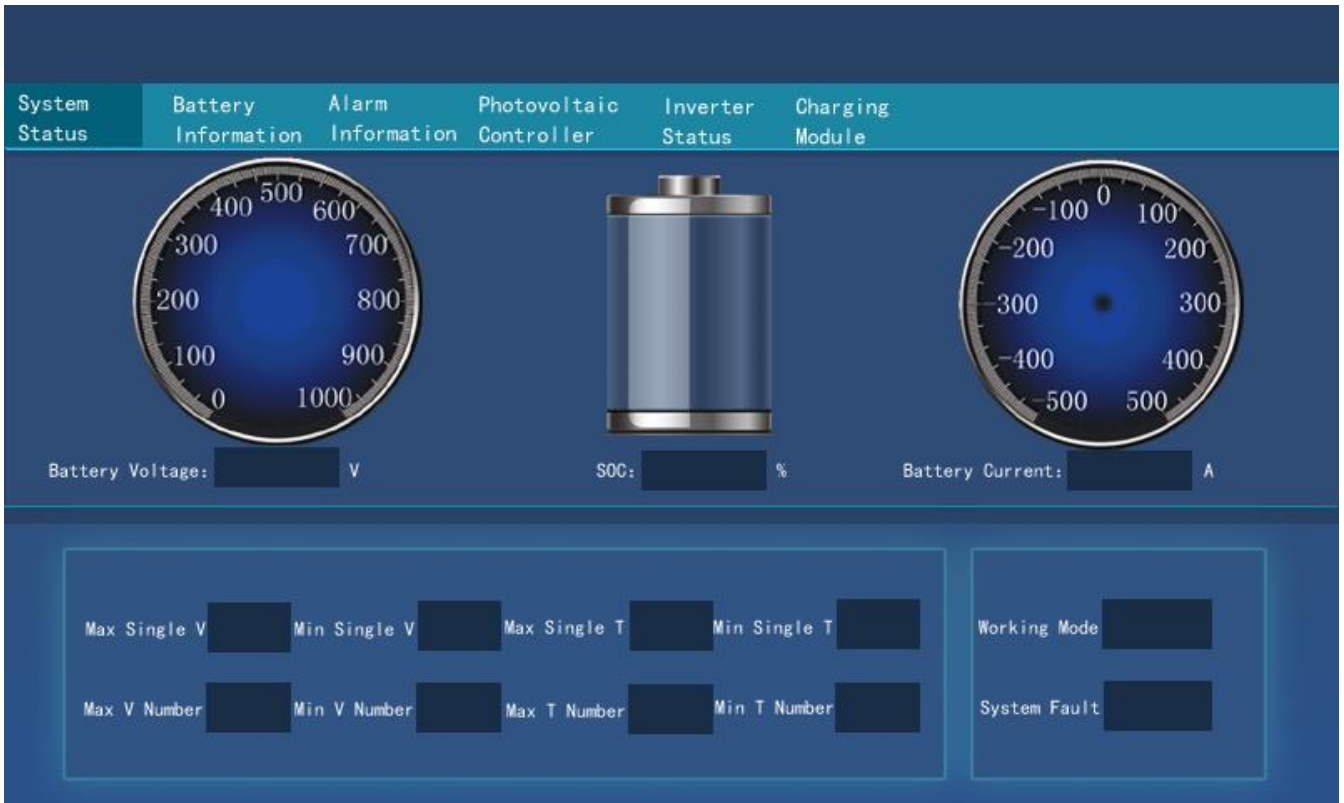 System Status
Battery Information
Alarm Information
Photovoltaic Controller
Inverter Status
Charging Module
0
100
200
300
400
500
600
700
800
900
1000
-500
-400
-300
-200
-100
0
100
200
300
400
500
Battery Voltage: V
SOC: %
Battery Current: A
Max Single V Min Single V Max Single T Min Single T
Working Mode
Max V Number Min V Number Max T Number Min T Number
System Fault